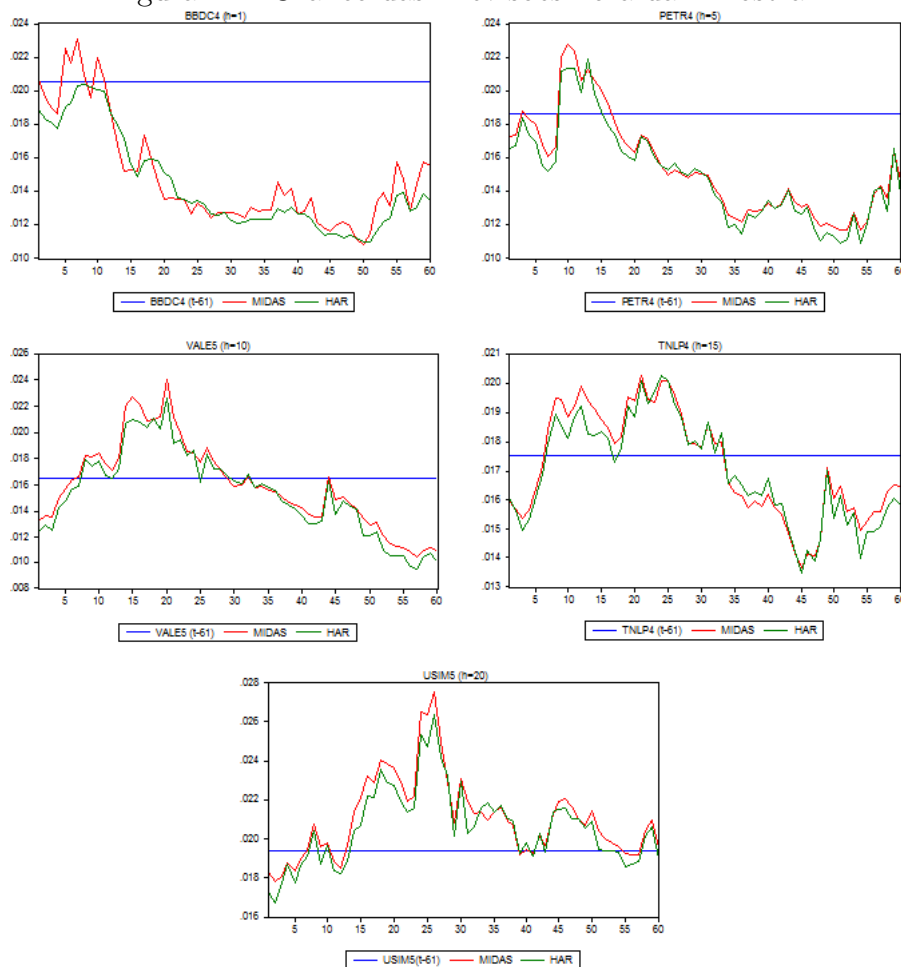 BBDC4 (h=1)
.024
.022
.020
.018
.016
.014
.012
.010
5 10 15 20 25 30 35 40 45 50 55 60
BBDC4 (t-61) MIDAS HAR
PETR4 (h=5)
.024
.022
.020
.018
.016
.014
.012
.010
5 10 15 20 25 30 35 40 45 50 55 60
PETR4 (t-61) MIDAS HAR
VALE5 (h=10)
.026
.024
.022
.020
.018
.016
.014
.012
.010
.008
5 10 15 20 25 30 35 40 45 50 55 60
VALE5 (t-61) MIDAS HAR
TNLP4 (h=15)
.021
.020
.019
.018
.017
.016
.015
.014
.013
5 10 15 20 25 30 35 40 45 50 55 60
TNLP4 (t-61) MIDAS HAR
USIM5 (h=20)
.028
.026
.024
.022
.020
.018
.016
5 10 15 20 25 30 35 40 45 50 55 60
USIM5(t-61) MIDAS HAR